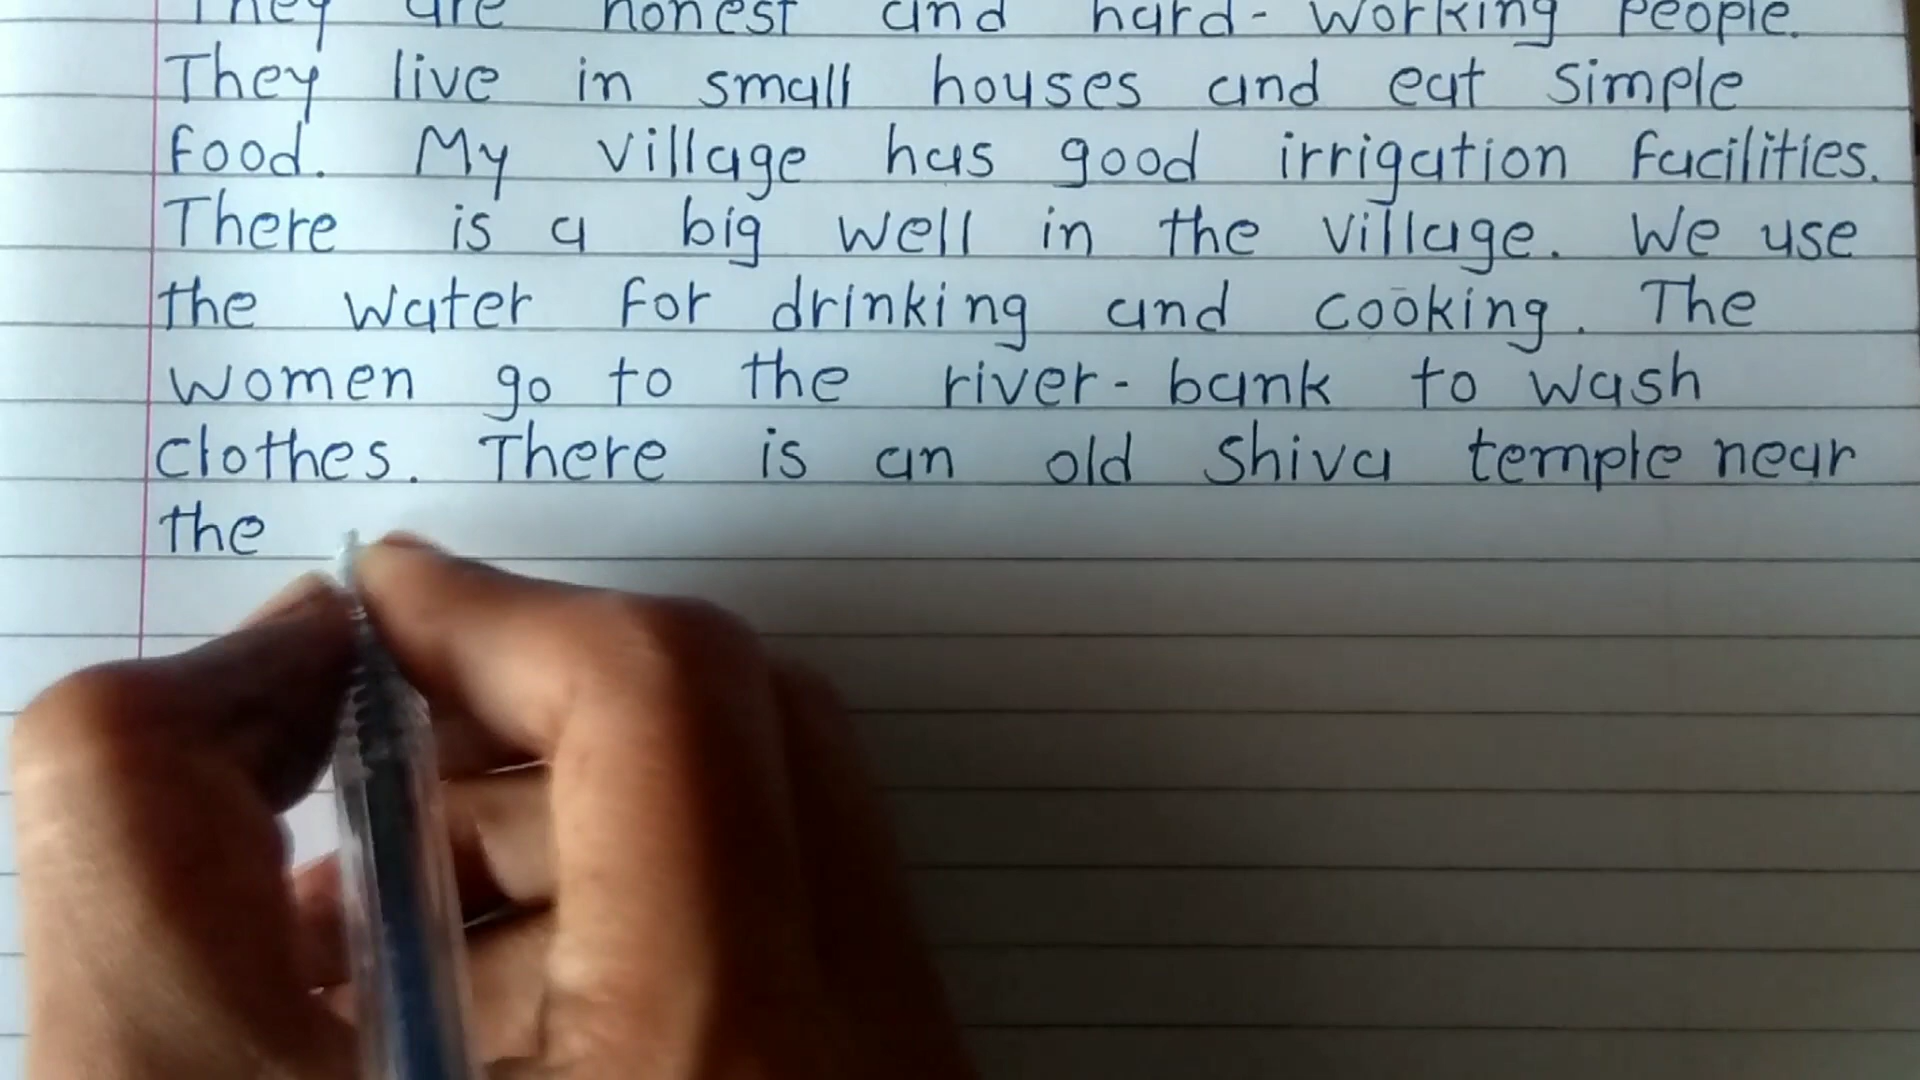 They are honest and hard-working people.
They live in small houses and eat simple
food. My village has good irrigation facilities.
There is a big well in the village. We use
the water for drinking and cooking. The
women go to the river-bank to wash
clothes. There is an old Shiva temple near
the